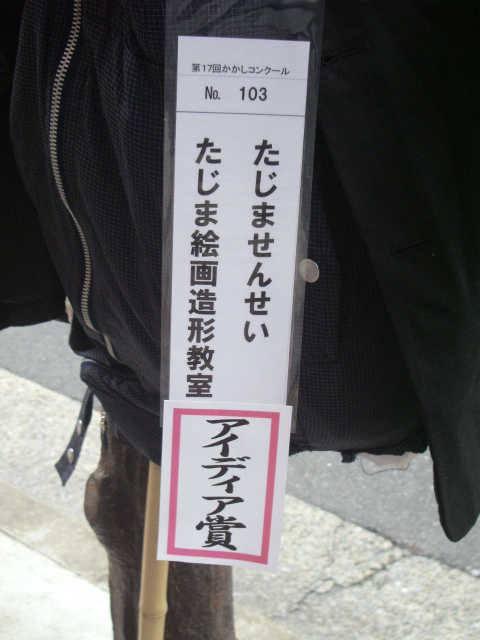 第17回かかしコンクール
No. 103
たじませんせい
たじま絵画造形教室
アイディア賞